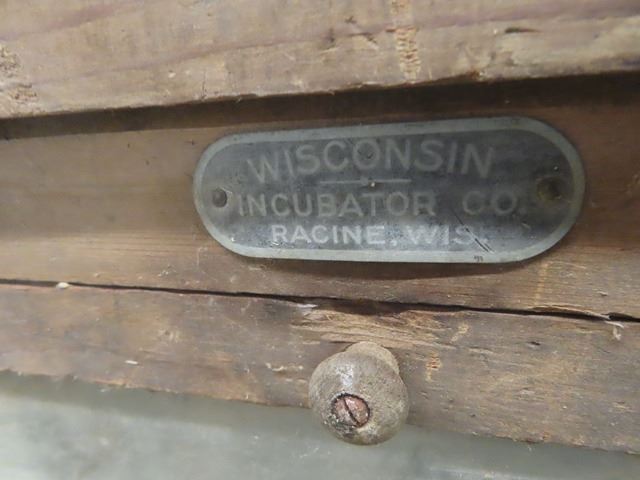 WISCONSIN
INCUBATOR CO.
RACINE, WIS.